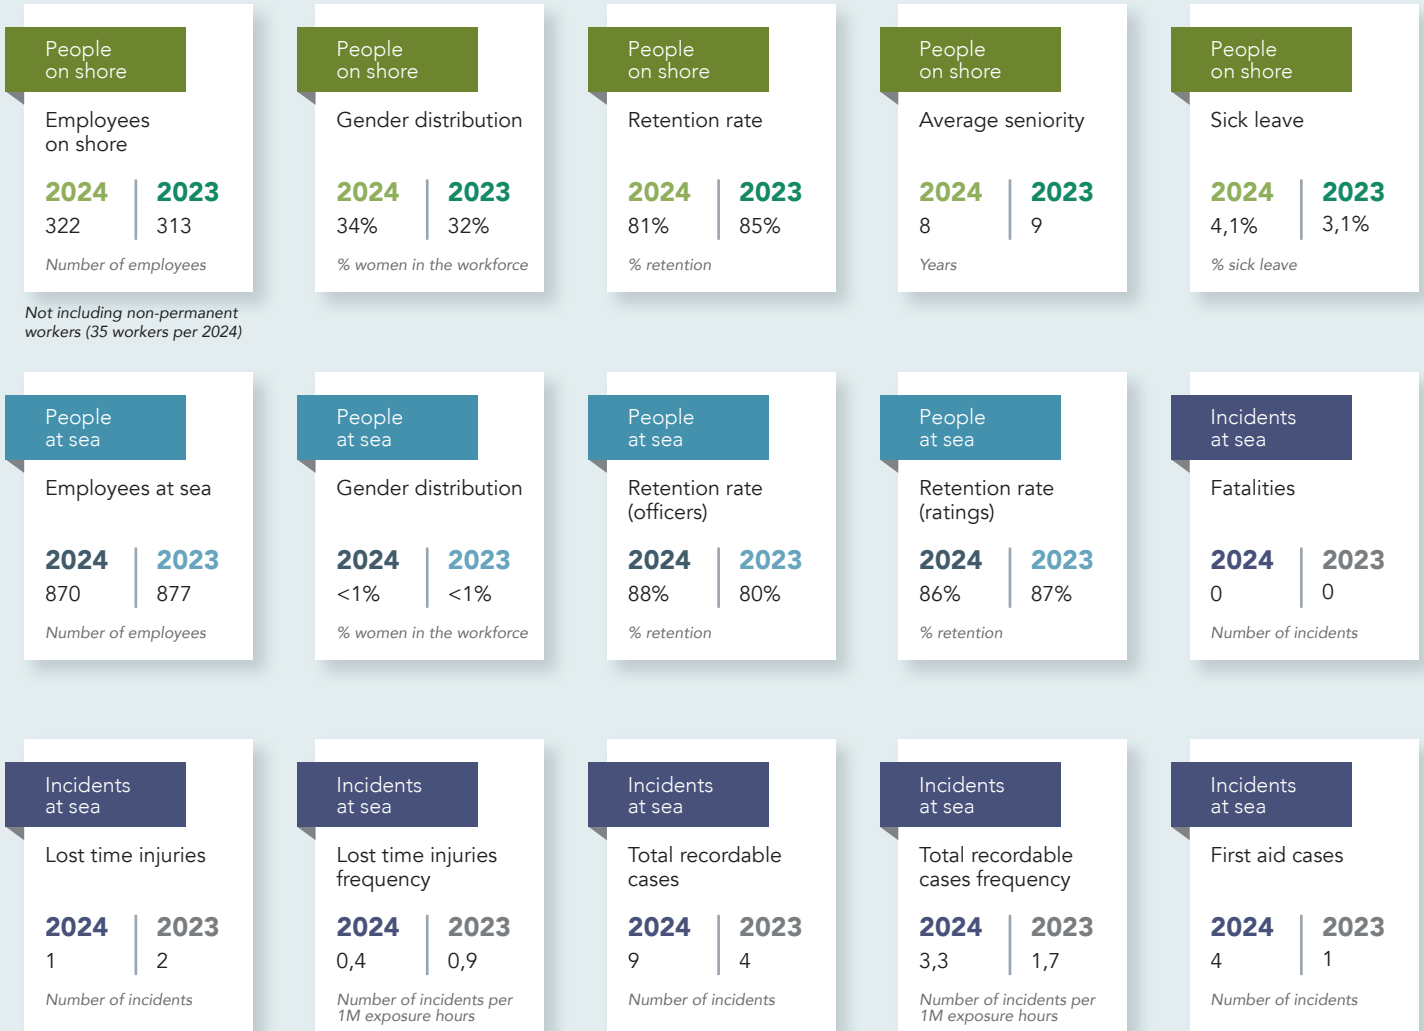 People
on shore
Employees
on shore
2024 2023
322 313
Number of employees
Not including non-permanent
workers (35 workers per 2024)
People
on shore
Gender distribution
2024 2023
34% 32%
% women in the workforce
People
on shore
Retention rate
2024 2023
81% 85%
% retention
People
on shore
Average seniority
2024 2023
8 9
Years
People
on shore
Sick leave
2024 2023
4,1% 3,1%
% sick leave
People
at sea
Employees at sea
2024 2023
870 877
Number of employees
People
at sea
Gender distribution
2024 2023
<1% <1%
% women in the workforce
People
at sea
Retention rate
(officers)
2024 2023
88% 80%
% retention
People
at sea
Retention rate
(ratings)
2024 2023
86% 87%
% retention
Incidents
at sea
Fatalities
2024 2023
0 0
Number of incidents
Incidents
at sea
Lost time injuries
2024 2023
1 2
Number of incidents
Incidents
at sea
Lost time injuries
frequency
2024 2023
0,4 0,9
Number of incidents per
1M exposure hours
Incidents
at sea
Total recordable
cases
2024 2023
9 4
Number of incidents
Incidents
at sea
Total recordable
cases frequency
2024 2023
3,3 1,7
Number of incidents per
1M exposure hours
Incidents
at sea
First aid cases
2024 2023
4 1
Number of incidents